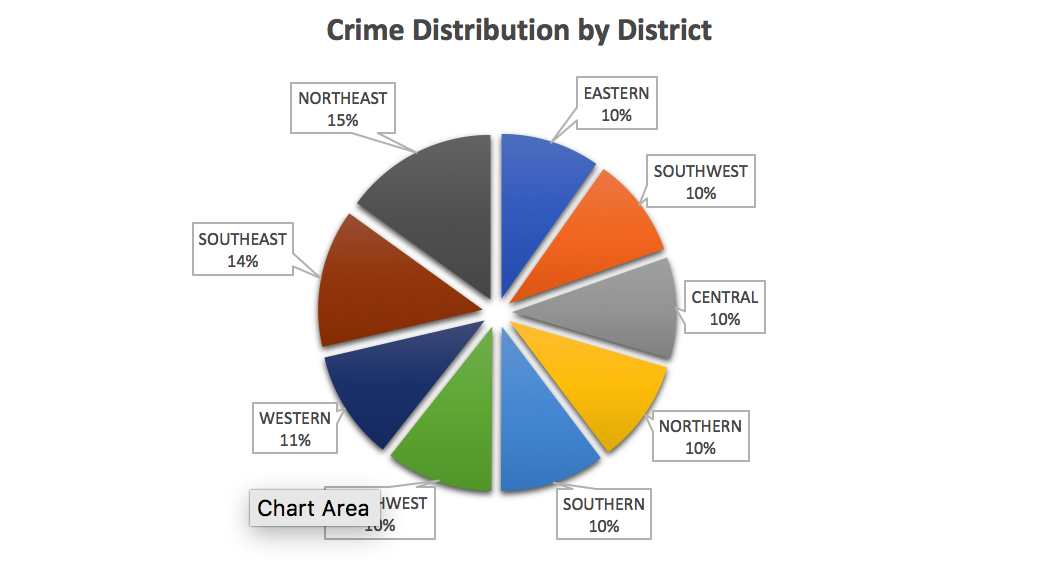 Crime Distribution by District
NORTHEAST
15%
EASTERN
10%
SOUTHWEST
10%
SOUTHEAST
14%
CENTRAL
10%
WESTERN
11%
NORTHERN
10%
Chart Area
10%
SOUTHERN
10%